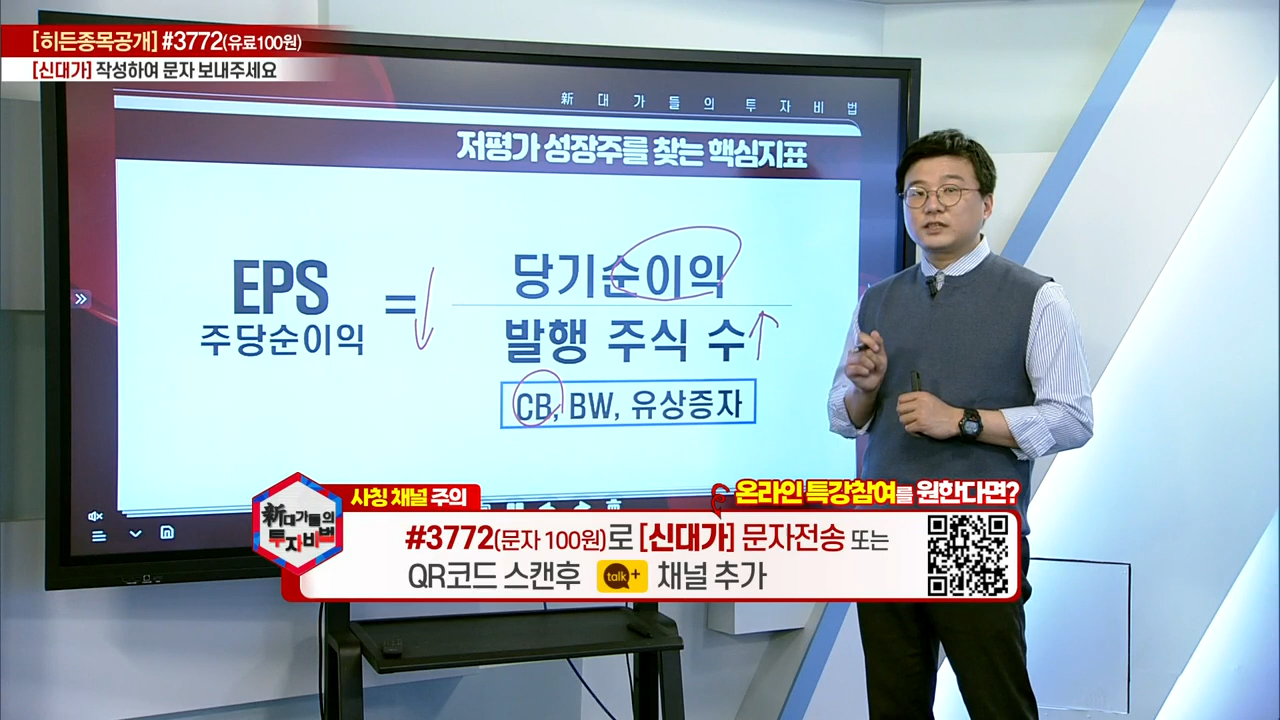 [히든종목공개] #3772(유료100원)
[신대가] 작성하여 문자 보내주세요
新대가들의 투자비법
저평가 성장주를 찾는 핵심지표
EPS
주당순이익
=
당기순이익
발행 주식 수
CB, BW, 유상증자
사칭 채널 주의
온라인 특강참여를 원한다면?
新대가들의
투자비법
#3772(문자 100원)로 [신대가] 문자전송 또는
QR코드 스캔후 talk+ 채널 추가